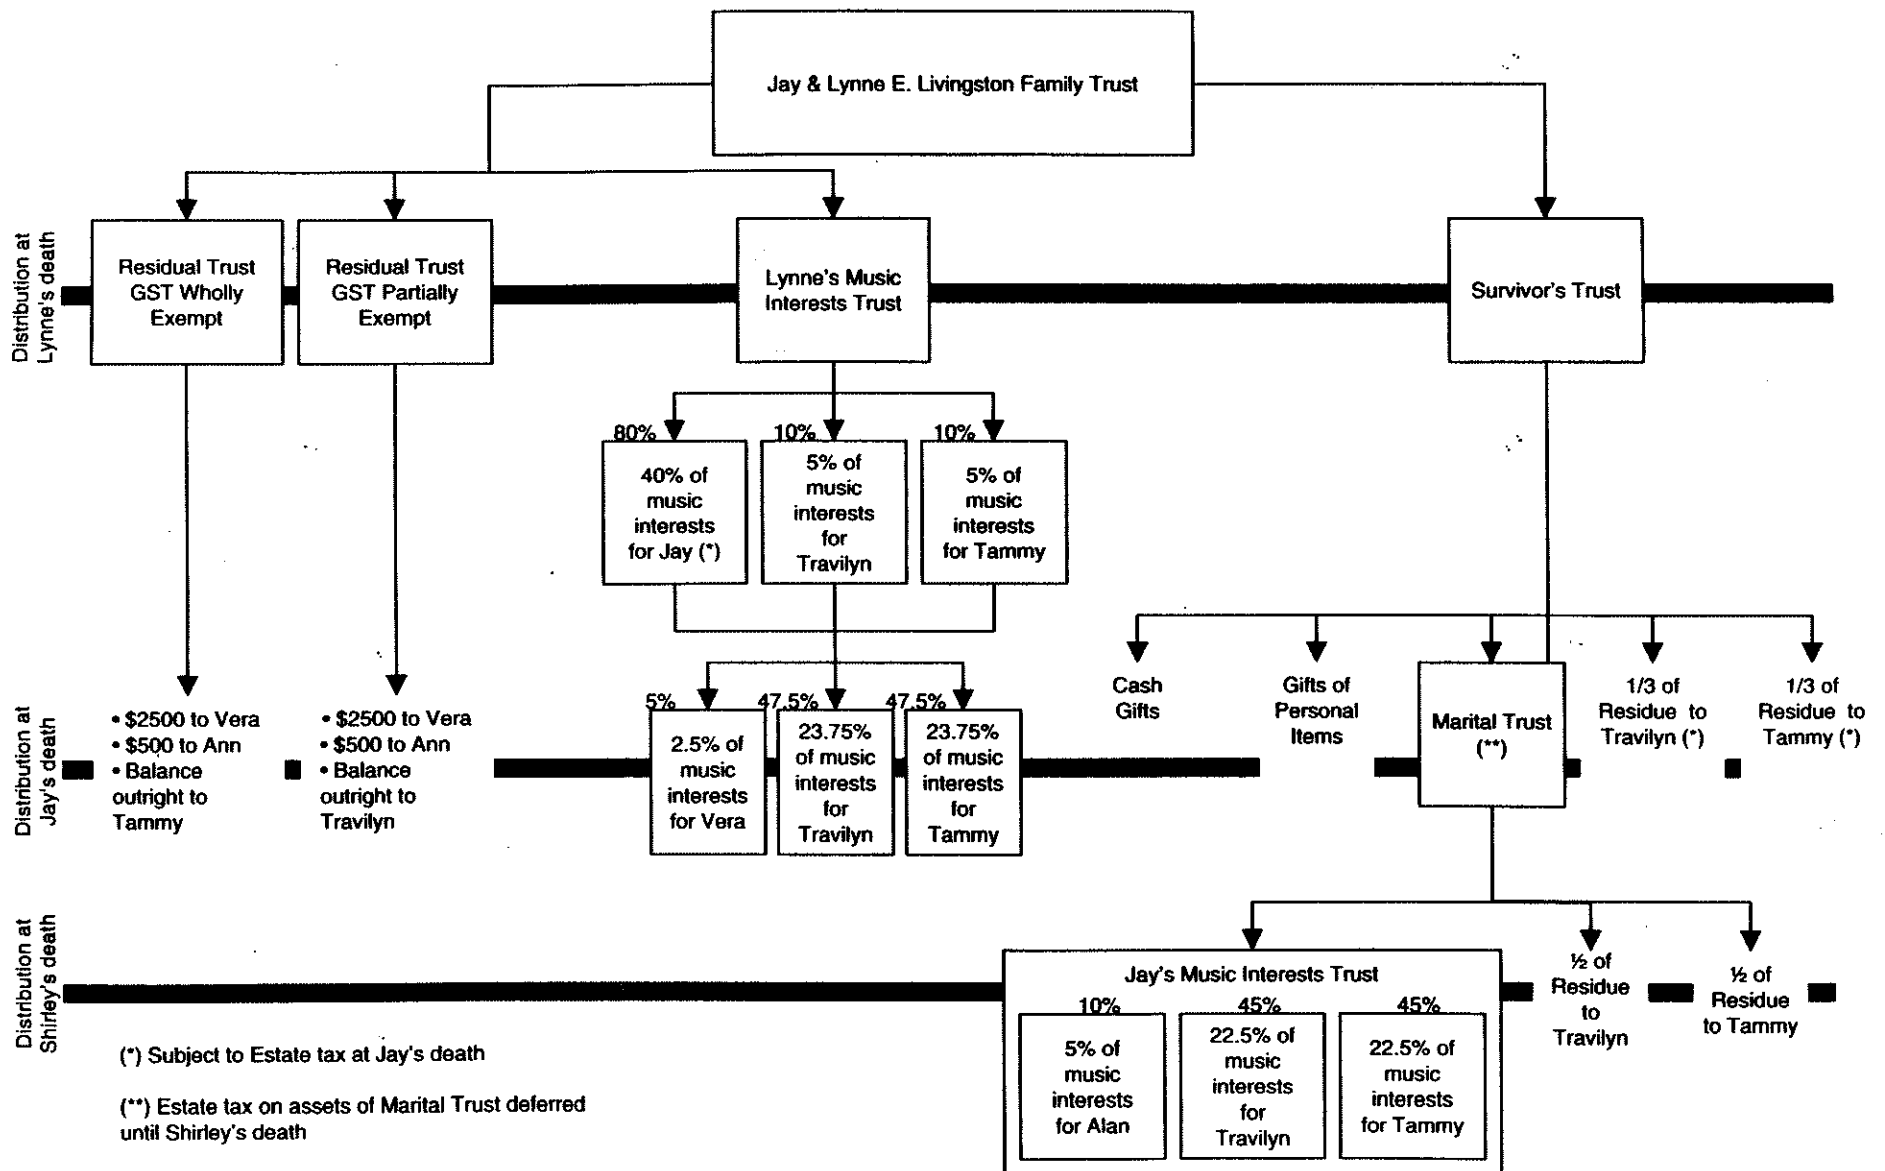 Jay & Lynne E. Livingston Family Trust
Distribution at
Lynne's death
Residual Trust
GST Wholly
Exempt
Residual Trust
GST Partially
Exempt
Lynne's Music
Interests Trust
Survivor's Trust
80%
40% of
music
interests
for Jay (*)
10%
5% of
music
interests
for
Travilyn
10%
5% of
music
interests
for Tammy
Distribution at
Jay's death
• $2500 to Vera
• $500 to Ann
• Balance
outright to
Tammy
• $2500 to Vera
• $500 to Ann
• Balance
outright to
Travilyn
5%
2.5% of
music
interests
for Vera
47.5%
23.75%
of music
interests
for
Travilyn
47.5%
23.75%
of music
interests
for
Tammy
Cash
Gifts
Gifts of
Personal
Items
Marital Trust
(**)
1/3 of
Residue to
Travilyn (*)
1/3 of
Residue to
Tammy (*)
Distribution at
Shirley's death
Jay's Music Interests Trust
10%
5% of
music
interests
for Alan
45%
22.5% of
music
interests
for
Travilyn
45%
22.5% of
music
interests
for Tammy
½ of
Residue
to
Travilyn
½ of
Residue
to Tammy
(*) Subject to Estate tax at Jay's death
(**) Estate tax on assets of Marital Trust deferred
until Shirley's death